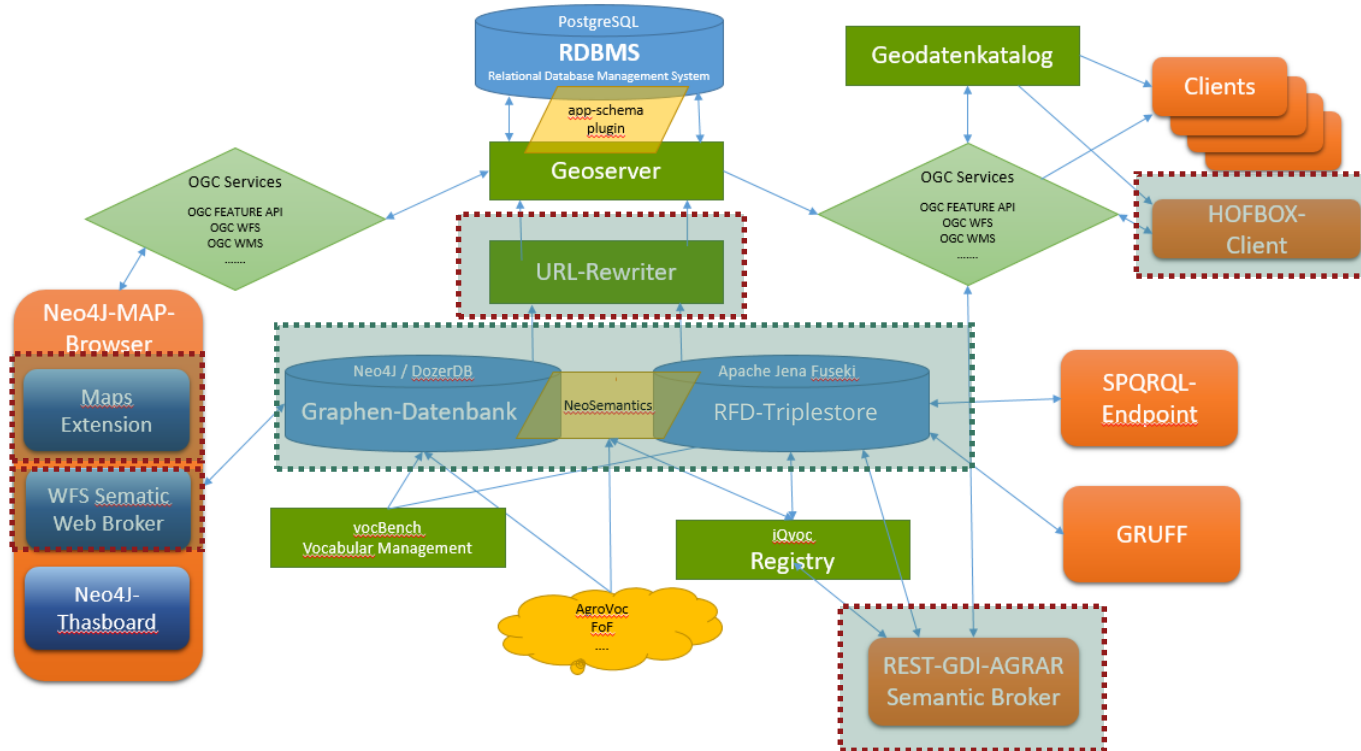 PostgreSQL
RDBMS
Relational Database Management System
app-schema
plugin
Geoserver
Geodatenkatalog
Clients
OGC Services
OGC FEATURE API
OGC WFS
OGC WMS
.......
OGC Services
OGC FEATURE API
OGC WFS
OGC WMS
.......
HOFBOX-
Client
URL-Rewriter
Neo4J-MAP-
Browser
Maps
Extension
WFS Sematic
Web Broker
Neo4J-
Thasboard
Neo4J / DozerDB
Graphen-Datenbank
NeoSemantics
Apache Jena Fuseki
RFD-Triplestore
SPQRQL-
Endpoint
GRUFF
vocBench
Vocabular Management
iQvoc
Registry
AgroVoc
FoF
....
REST-GDI-AGRAR
Semantic Broker